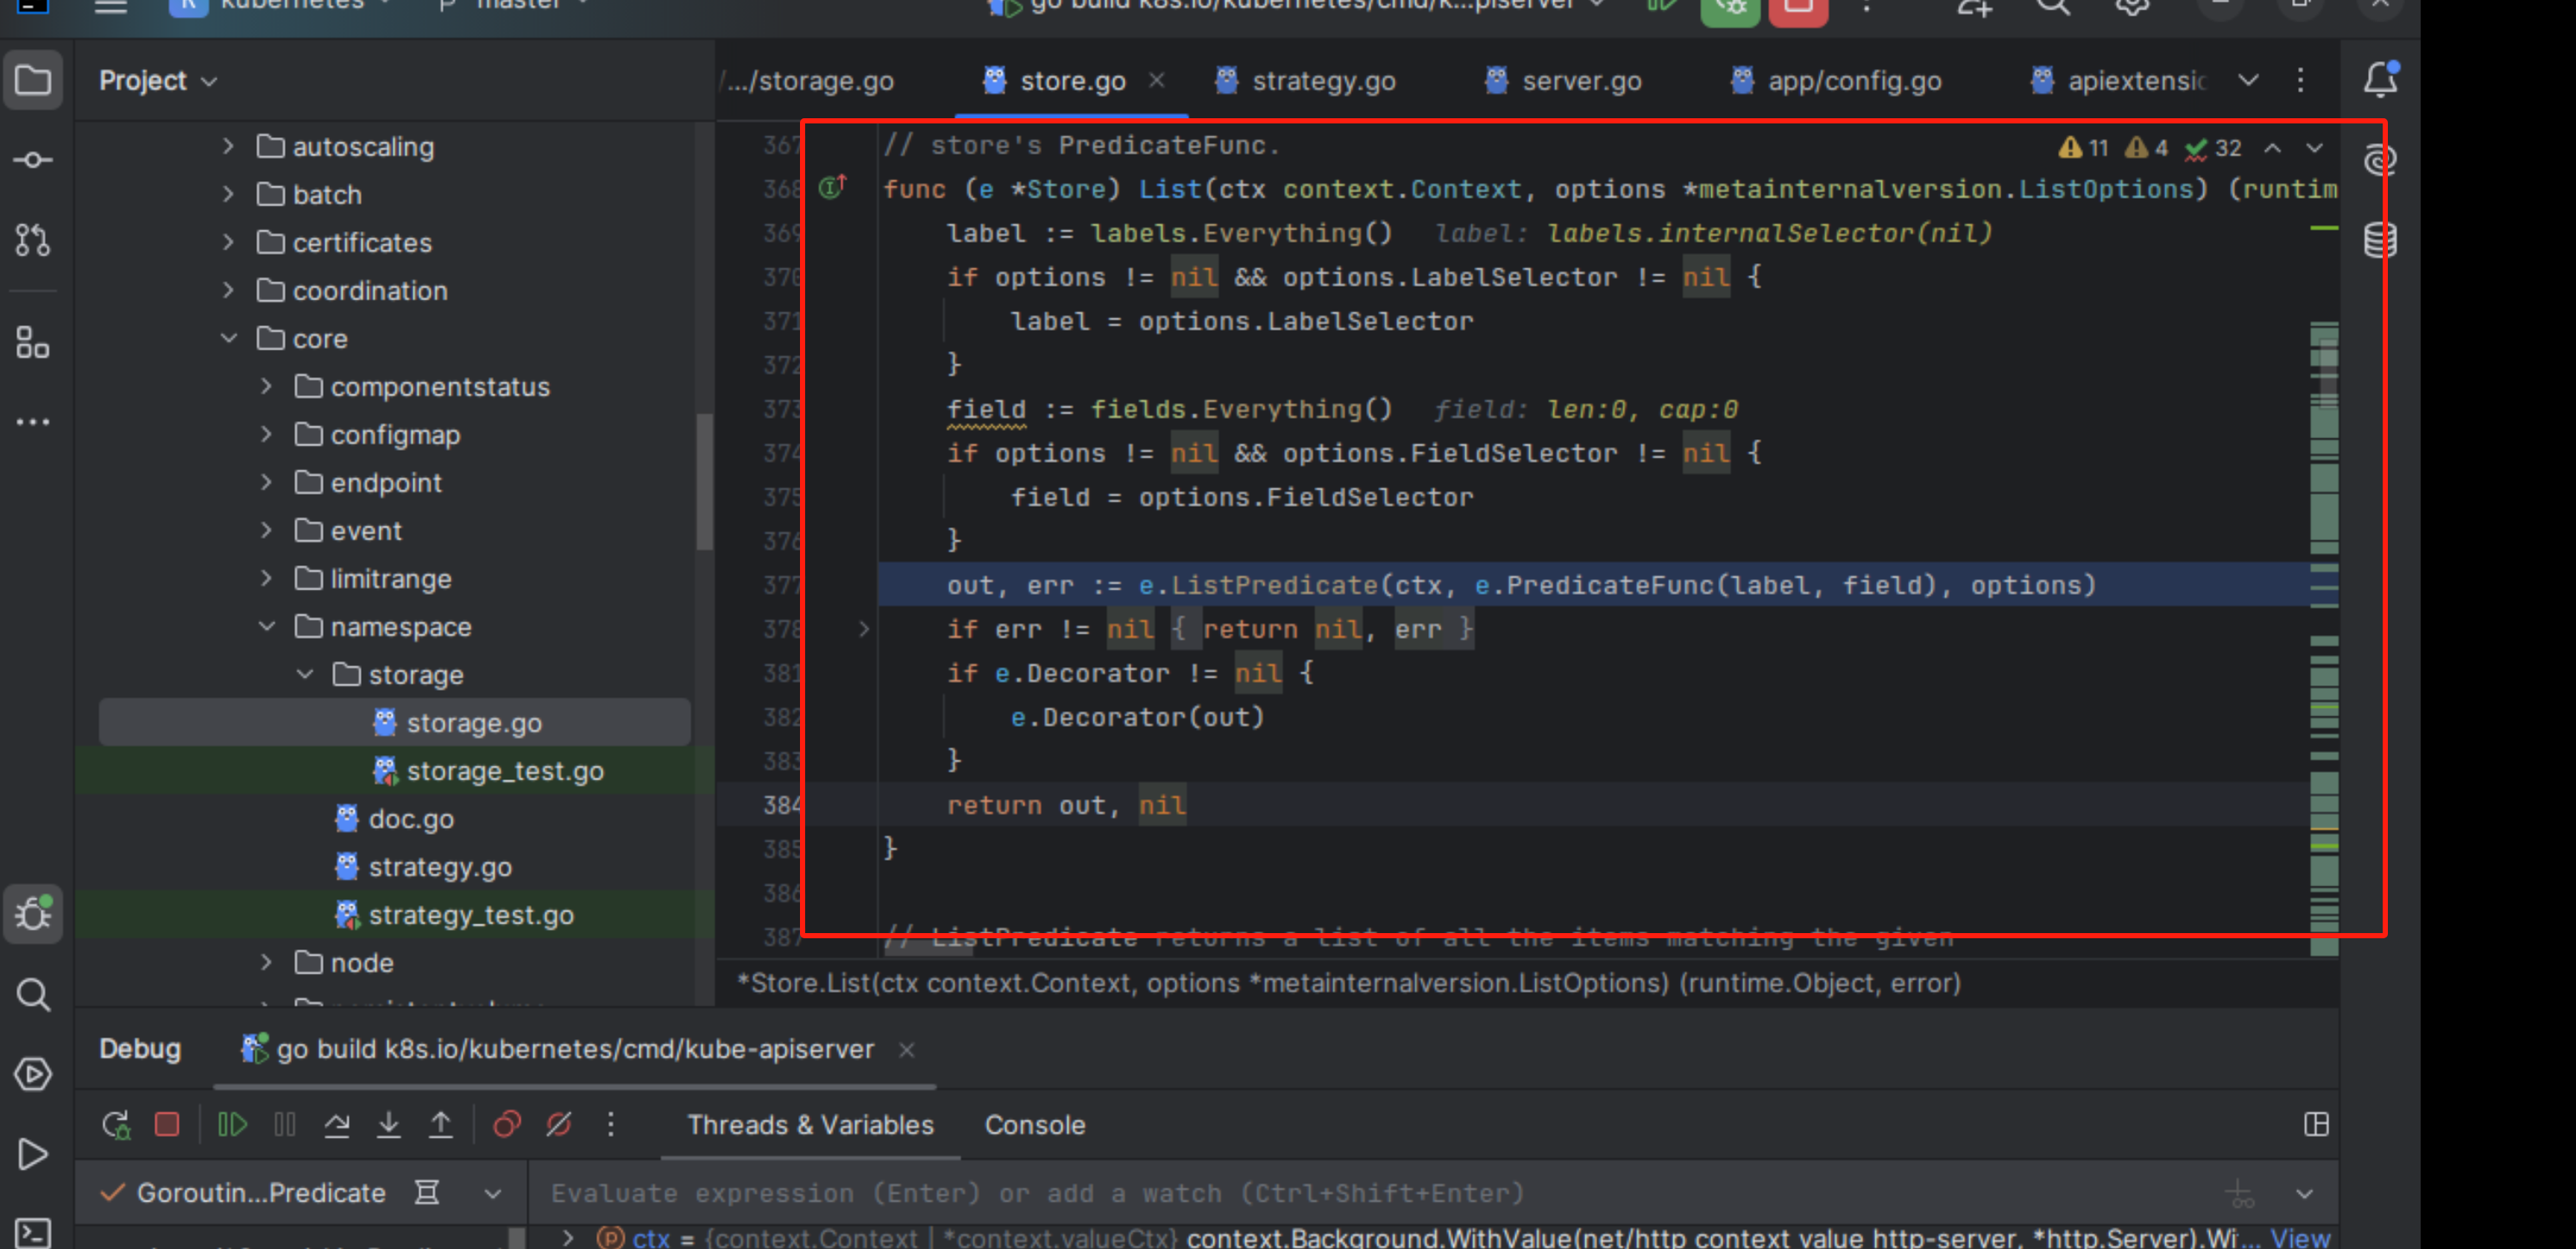 kubernetes
master
go build k8s.io/kubernetes/cmd/k...piserver
Project
/.../storage.go
store.go
strategy.go
server.go
app/config.go
apiextensio
autoscaling
batch
certificates
coordination
core
componentstatus
configmap
endpoint
event
limitrange
namespace
storage
storage.go
storage_test.go
doc.go
strategy.go
strategy_test.go
node
11 4 32
367 // store's PredicateFunc.
368 func (e *Store) List(ctx context.Context, options *metainternalversion.ListOptions) (runtim
369 label := labels.Everything() label: labels.internalSelector(nil)
370 if options != nil && options.LabelSelector != nil {
371 label = options.LabelSelector
372 }
373 field := fields.Everything() field: len:0, cap:0
374 if options != nil && options.FieldSelector != nil {
375 field = options.FieldSelector
376 }
377 out, err := e.ListPredicate(ctx, e.PredicateFunc(label, field), options)
378 if err != nil { return nil, err }
381 if e.Decorator != nil {
382 e.Decorator(out)
383 }
384 return out, nil
385 }
386
387 // ListPredicate returns a list of all the items matching the given
*Store.List(ctx context.Context, options *metainternalversion.ListOptions) (runtime.Object, error)
Debug
go build k8s.io/kubernetes/cmd/kube-apiserver
Threads & Variables
Console
Goroutin...Predicate
Evaluate expression (Enter) or add a watch (Ctrl+Shift+Enter)
ctx = {context.Context | *context.valueCtx} context.Background.WithValue(net/http context value http-server, *http.Server).Wi... View